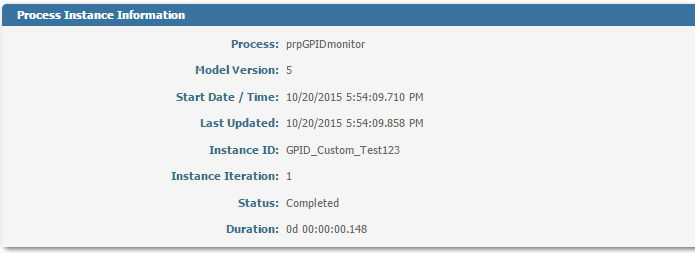 Process Instance Information
Process: prpGPIDmonitor
Model Version: 5
Start Date / Time: 10/20/2015 5:54:09.710 PM
Last Updated: 10/20/2015 5:54:09.858 PM
Instance ID: GPID_Custom_Test123
Instance Iteration: 1
Status: Completed
Duration: 0d 00:00:00.148